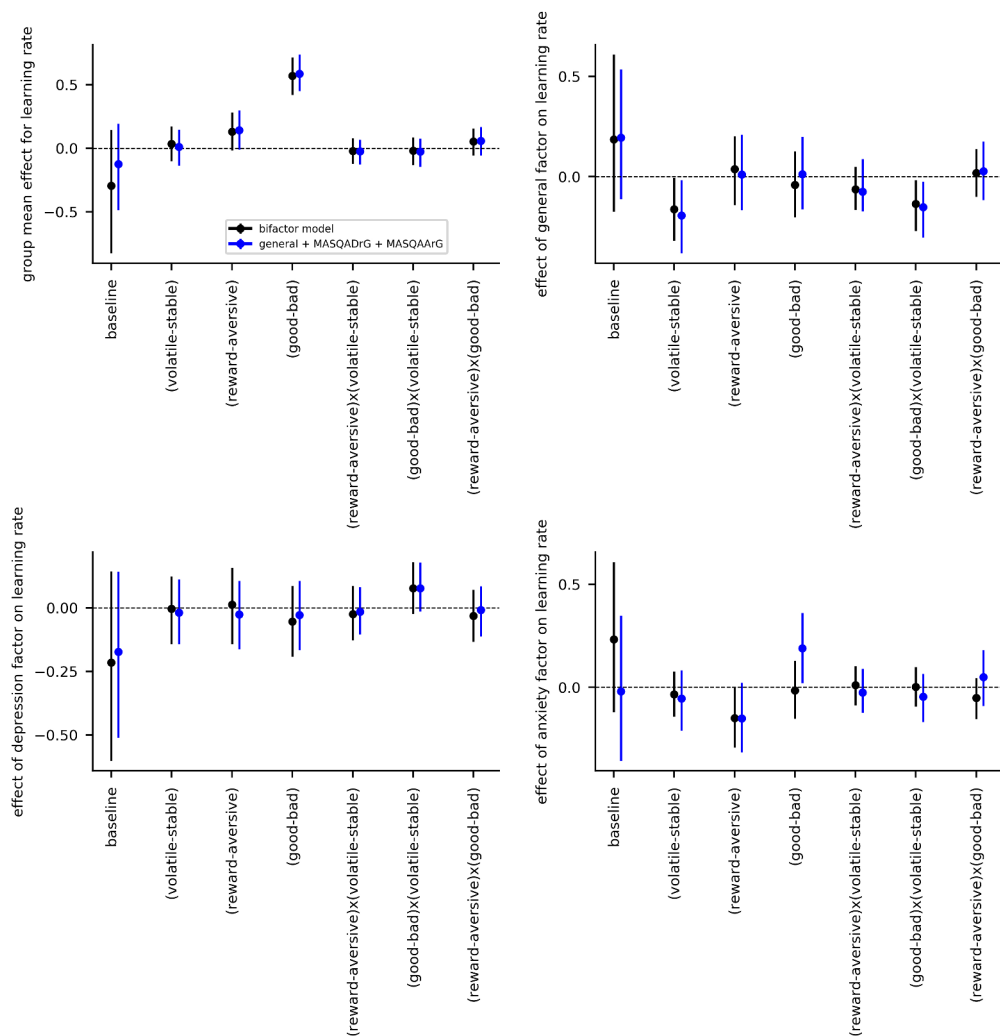 group mean effect for learning rate
0.5
0.0
−0.5
bifactor model
general + MASQADrG + MASQAArG
baseline
(volatile-stable)
(reward-aversive)
(good-bad)
(reward-aversive)x(volatile-stable)
(good-bad)x(volatile-stable)
(reward-aversive)x(good-bad)
effect of general factor on learning rate
0.5
0.0
baseline
(volatile-stable)
(reward-aversive)
(good-bad)
(reward-aversive)x(volatile-stable)
(good-bad)x(volatile-stable)
(reward-aversive)x(good-bad)
effect of depression factor on learning rate
0.00
−0.25
−0.50
baseline
(volatile-stable)
(reward-aversive)
(good-bad)
(reward-aversive)x(volatile-stable)
(good-bad)x(volatile-stable)
(reward-aversive)x(good-bad)
effect of anxiety factor on learning rate
0.5
0.0
baseline
(volatile-stable)
(reward-aversive)
(good-bad)
(reward-aversive)x(volatile-stable)
(good-bad)x(volatile-stable)
(reward-aversive)x(good-bad)